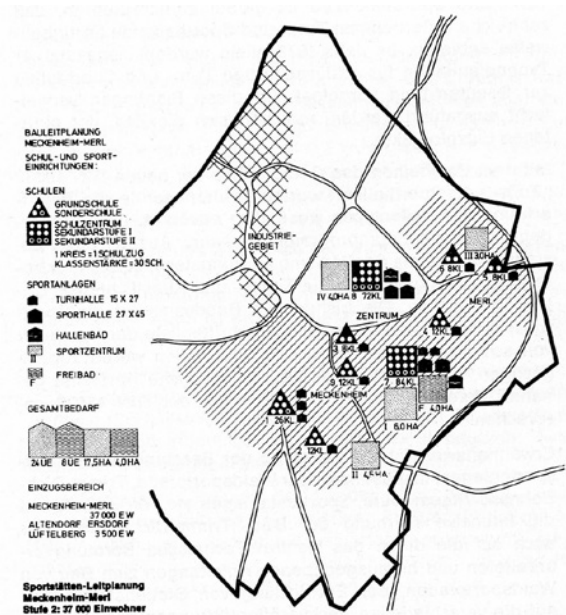 BAULEITPLANUNG
MECKENHEIM-MERL
SCHUL- UND SPORT-
EINRICHTUNGEN:
SCHULEN
GRUNDSCHULE
SONDERSCHULE
SCHULZENTRUM
SEKUNDARSTUFE I
SEKUNDARSTUFE II
1 KREIS = 1 SCHULZUG
KLASSENSTÄRKE = 30 SCH.
SPORTANLAGEN
TURNHALLE 15 X 27
SPORTHALLE 27 X 45
HALLENBAD
SPORTZENTRUM
II
FREIBAD
F
GESAMTBEDARF
24 UE 8 UE 17,5 HA 4,0 HA
EINZUGSBEREICH
MECKENHEIM-MERL
37 000 EW
ALTENDORF ERSDORF
LÜFTELBERG 3 500 EW
Sportstätten-Leitplanung
Meckenheim-Merl
Stufe 2: 37 000 Einwohner
INDUSTRIE-
GEBIET
III 3,0 HA
6 8 KL
5 8 KL
MERL
IV 4,0 HA 8 72 KL
ZENTRUM
4 12 KL
3 8 KL
9 12 KL
7 84 KL
MECKENHEIM
F 4,0 HA
1 26 KL
I 6,0 HA
2 12 KL
II 4,5 HA